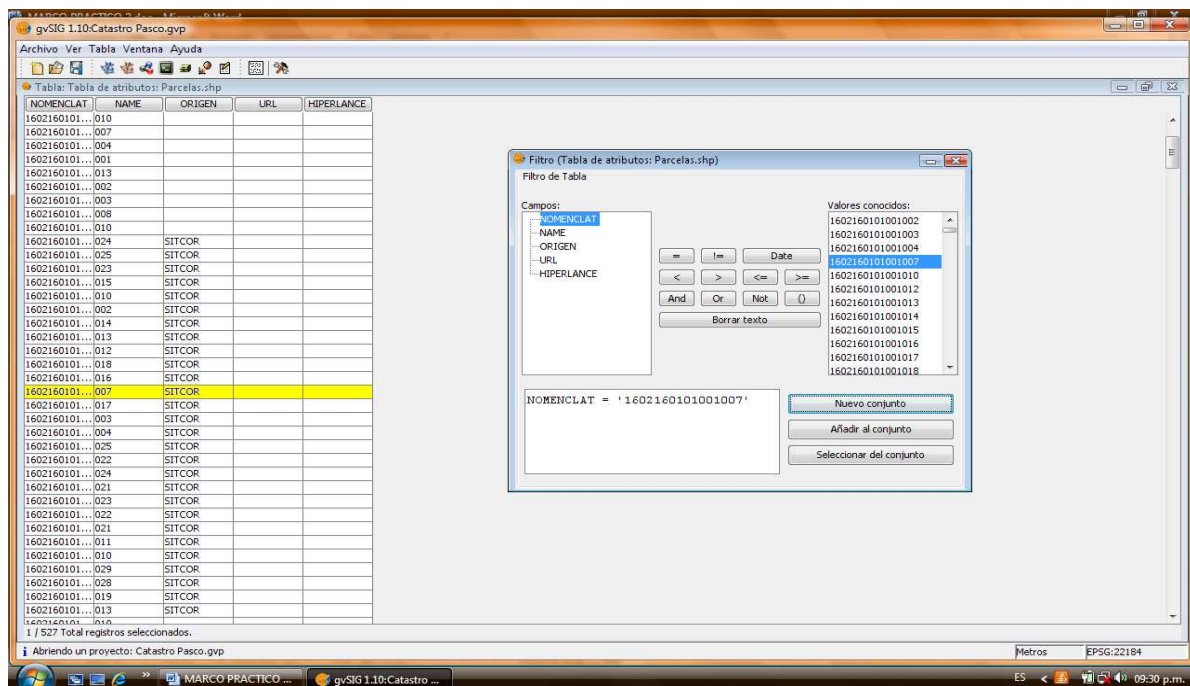 MARCO PRACTICO 2.doc - Microsoft Word
gvSIG 1.10:Catastro Pasco.gvp
Archivo Ver Tabla Ventana Ayuda
Tabla: Tabla de atributos: Parcelas.shp
NOMENCLAT NAME ORIGEN URL HIPERLANCE
1602160101... 010
1602160101... 007
1602160101... 004
1602160101... 001
1602160101... 013
1602160101... 002
1602160101... 003
1602160101... 008
1602160101... 010
1602160101... 024 SITCOR
1602160101... 025 SITCOR
1602160101... 023 SITCOR
1602160101... 015 SITCOR
1602160101... 010 SITCOR
1602160101... 002 SITCOR
1602160101... 014 SITCOR
1602160101... 013 SITCOR
1602160101... 012 SITCOR
1602160101... 018 SITCOR
1602160101... 016 SITCOR
1602160101... 007 SITCOR
1602160101... 017 SITCOR
1602160101... 003 SITCOR
1602160101... 004 SITCOR
1602160101... 025 SITCOR
1602160101... 022 SITCOR
1602160101... 024 SITCOR
1602160101... 021 SITCOR
1602160101... 023 SITCOR
1602160101... 022 SITCOR
1602160101... 021 SITCOR
1602160101... 011 SITCOR
1602160101... 010 SITCOR
1602160101... 029 SITCOR
1602160101... 028 SITCOR
1602160101... 019 SITCOR
1602160101... 013 SITCOR
1 / 527 Total registros seleccionados.
Filtro (Tabla de atributos: Parcelas.shp)
Filtro de Tabla
Campos:
NOMENCLAT
NAME
ORIGEN
URL
HIPERLANCE
= != Date
< > <= >=
And Or Not ()
Borrar texto
Valores conocidos:
1602160101001002
1602160101001003
1602160101001004
1602160101001007
1602160101001010
1602160101001012
1602160101001013
1602160101001014
1602160101001015
1602160101001016
1602160101001017
1602160101001018
NOMENCLAT = '1602160101001007'
Nuevo conjunto
Añadir al conjunto
Seleccionar del conjunto
Abriendo un proyecto: Catastro Pasco.gvp
Metros EPSG:22184
MARCO PRACTICO ... gvSIG 1.10:Catastro ... ES 09:30 p.m.